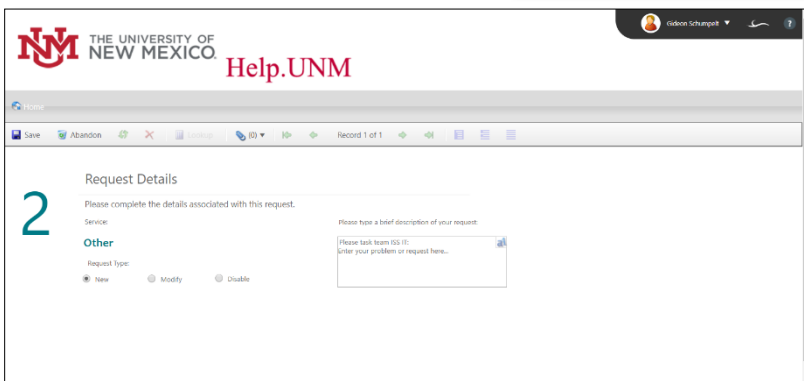 Gideon Schumpelt
?
THE UNIVERSITY OF
NEW MEXICO.
Help.UNM
Home
Save Abandon (0) Record 1 of 1
2
Request Details
Please complete the details associated with this request.
Service: Please type a brief description of your request:
Other
Please task team ISS IT:
Enter your problem or request here...
Request Type:
New Modify Disable